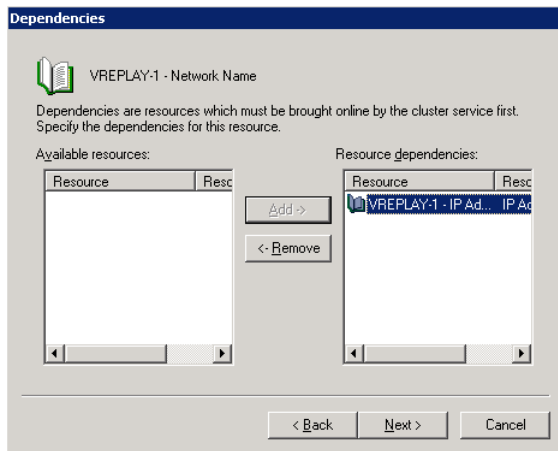 Dependencies
VREPLAY-1 - Network Name
Dependencies are resources which must be brought online by the cluster service first.
Specify the dependencies for this resource.
Available resources:
Resource dependencies:
Resource Resc
Resource Resc
Add ->
VREPLAY-1 - IP Ad... IP Ac
<- Remove
< Back
Next >
Cancel